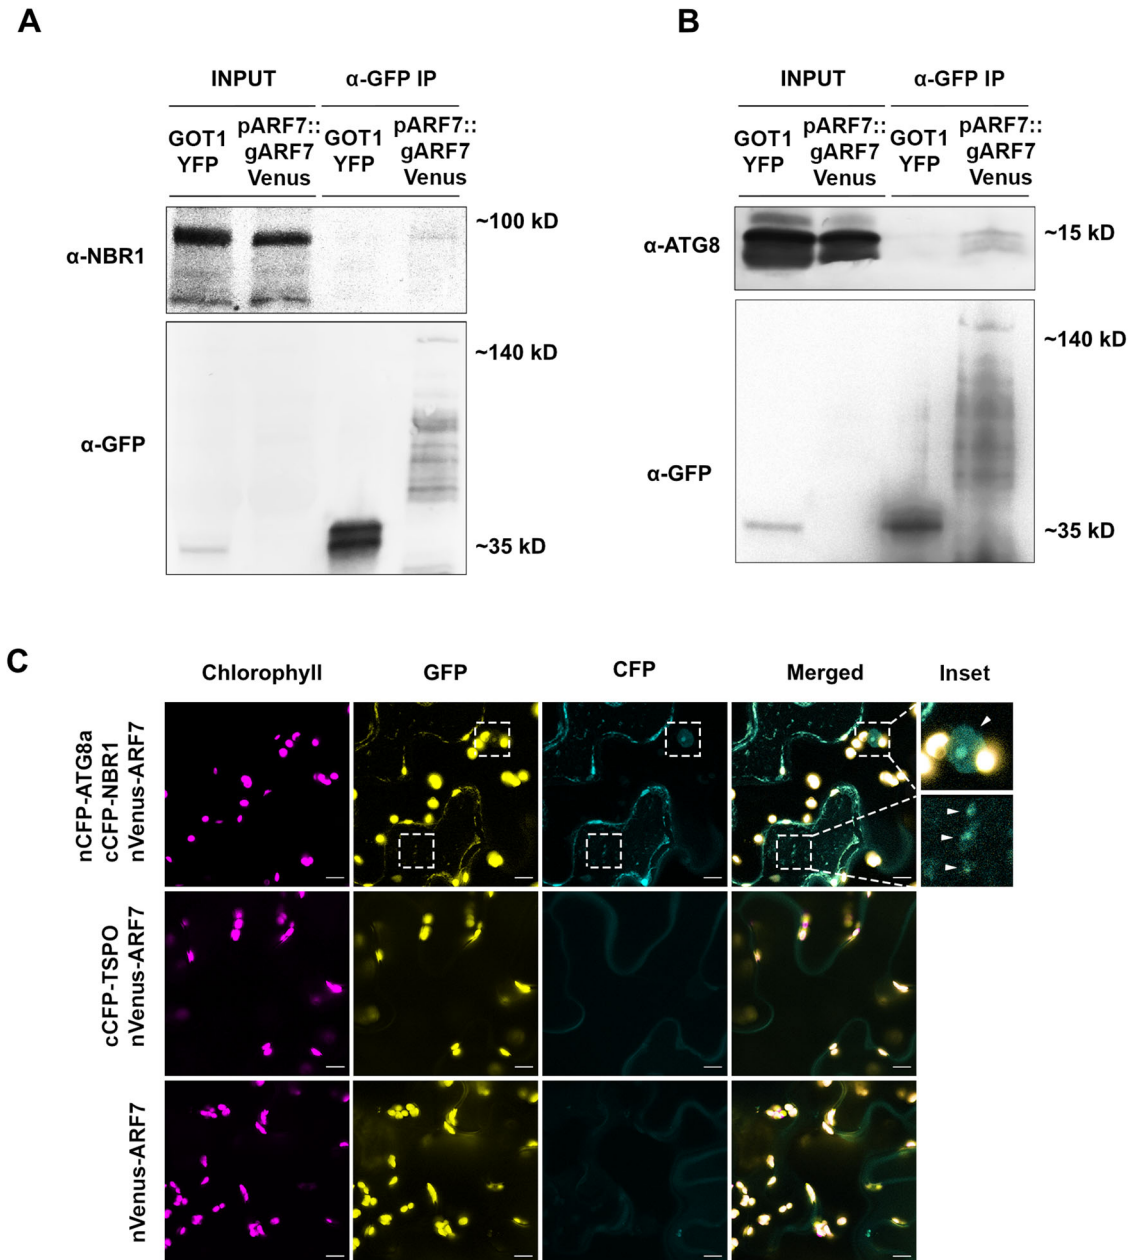 A
INPUT
α-GFP IP
GOT1
YFP
pARF7::
gARF7
Venus
GOT1
YFP
pARF7::
gARF7
Venus
α-NBR1
~100 kD
α-GFP
~140 kD
~35 kD
B
INPUT
α-GFP IP
GOT1
YFP
pARF7::
gARF7
Venus
GOT1
YFP
pARF7::
gARF7
Venus
α-ATG8
~15 kD
α-GFP
~140 kD
~35 kD
C
Chlorophyll
GFP
CFP
Merged
Inset
nCFP-ATG8a
cCFP-NBR1
nVenus-ARF7
cCFP-TSPO
nVenus-ARF7
nVenus-ARF7